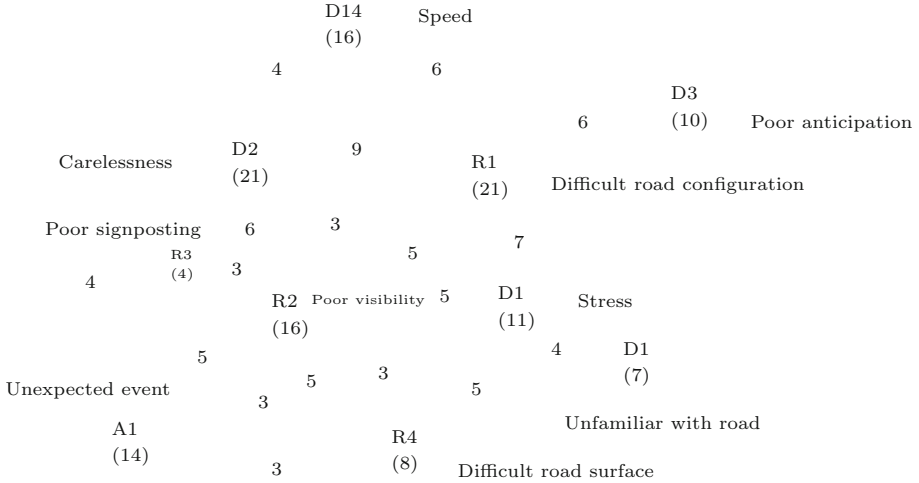 D14 Speed
(16)
4 6
D3
(10) Poor anticipation
6
Carelessness D2 9
(21)
R1
(21) Difficult road configuration
Poor signposting 6 3
7
R3
(4) 3 5
4
R2 Poor visibility 5 D1 Stress
(16) (11)
5 4 D1
(7)
Unexpected event 3 5 3 5
Unfamiliar with road
A1
(14)
R4
(8) Difficult road surface
3